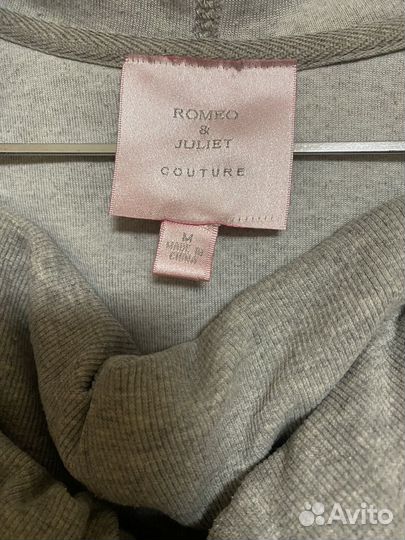 ROMEO
&
JULIET
COUTURE
M
MADE IN
CHINA
Avito